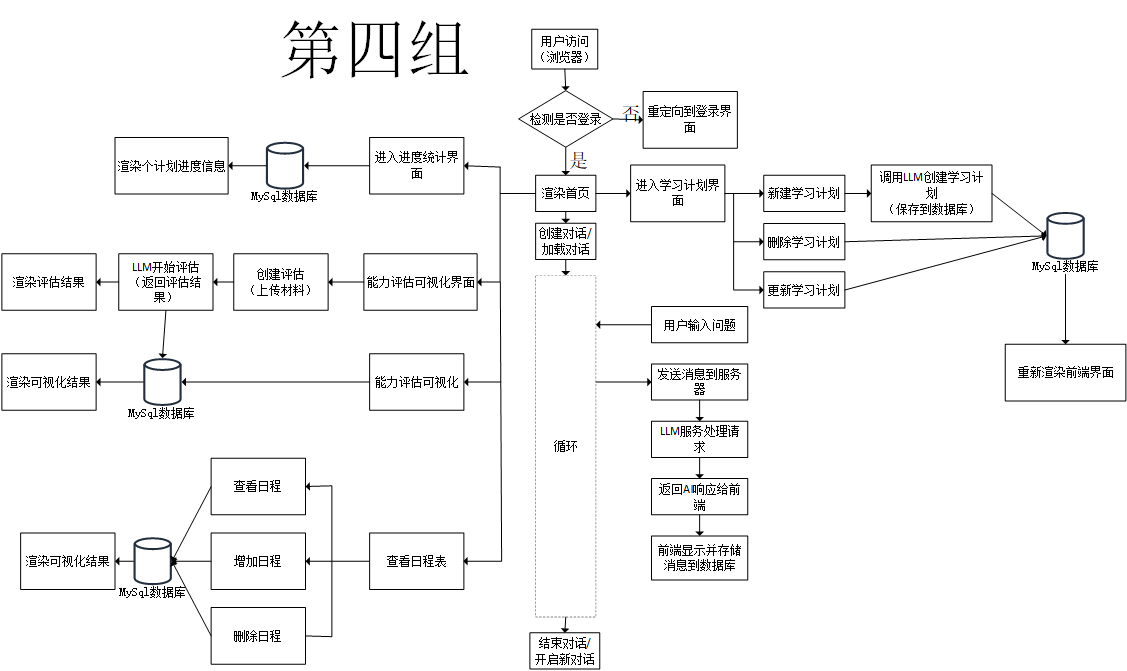 第四组
用户访问
（浏览器）
检测是否登录
否
重定向到登录界
面
是
渲染首页
进入进度统计界
面
MySql数据库
渲染个计划进度信息
进入学习计划界
面
新建学习计划
调用LLM创建学习计
划
（保存到数据库）
删除学习计划
更新学习计划
MySql数据库
重新渲染前端界面
创建对话/
加载对话
能力评估可视化界面
创建评估
（上传材料）
LLM开始评估
（返回评估结
果）
渲染评估结果
能力评估可视化
MySql数据库
渲染可视化结果
用户输入问题
发送消息到服务
器
LLM服务处理请
求
返回AI响应给前
端
前端显示并存储
消息到数据库
循环
查看日程
增加日程
删除日程
查看日程表
MySql数据库
渲染可视化结果
结束对话/
开启新对话